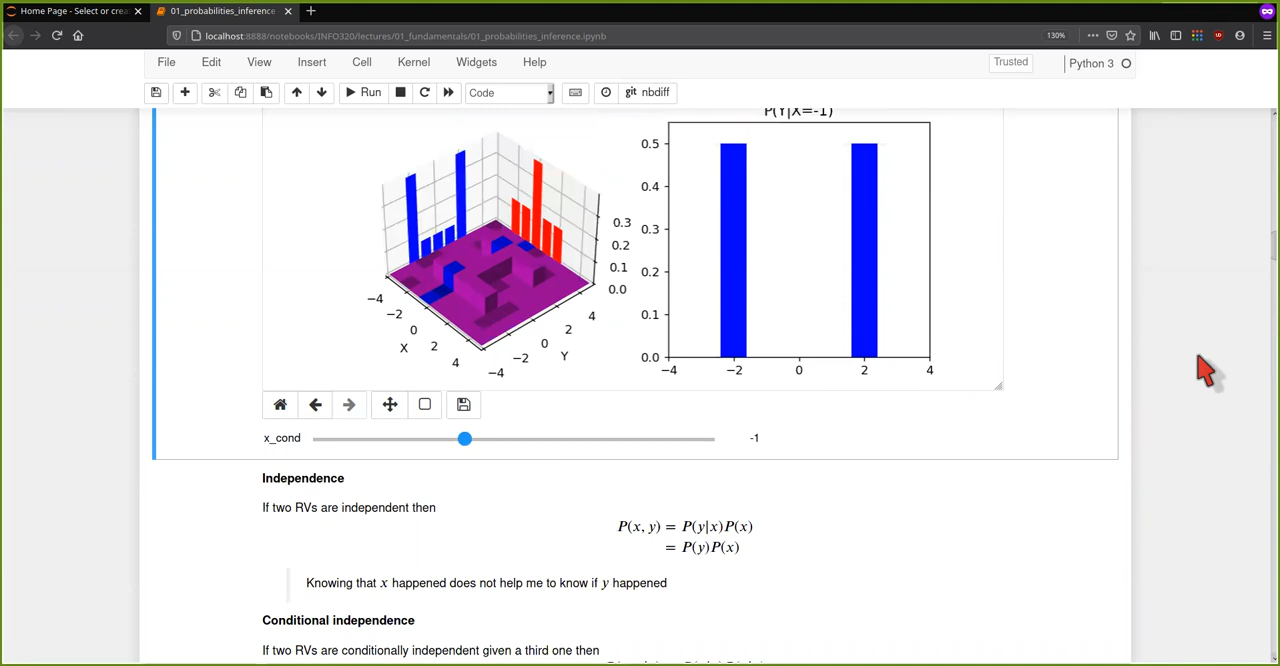 Home Page - Select or crea
01_probabilities_inference
localhost:8888/notebooks/INFO320/lectures/01_fundamentals/01_probabilities_inference.ipynb
130%
File Edit View Insert Cell Kernel Widgets Help
Trusted
Python 3
Run
Code
git nbdiff
P(Y|X=-1)
0.3
0.2
0.1
0.0
−4
−2
0
2
4
X
−4
−2
0
2
4
Y
0.5
0.4
0.3
0.2
0.1
0.0
−4 −2 0 2 4
x_cond
-1
Independence
If two RVs are independent then
P(x, y) = P(y|x)P(x)
= P(y)P(x)
Knowing that x happened does not help me to know if y happened
Conditional independence
If two RVs are conditionally independent given a third one then